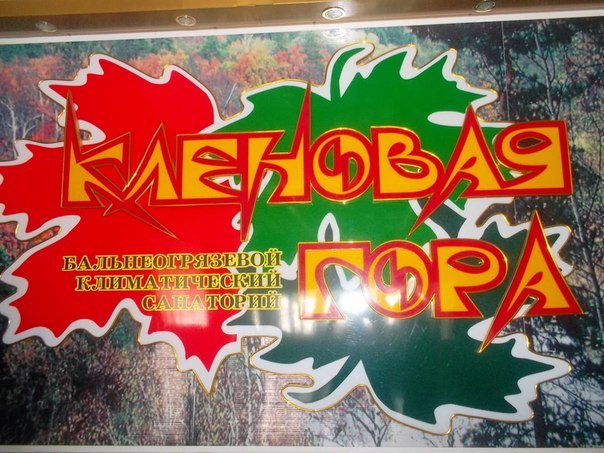 КЛЕНОВАЯ
ГОРА
БАЛЬНЕОГРЯЗЕВОЙ
КЛИМАТИЧЕСКИЙ
САНАТОРИЙ